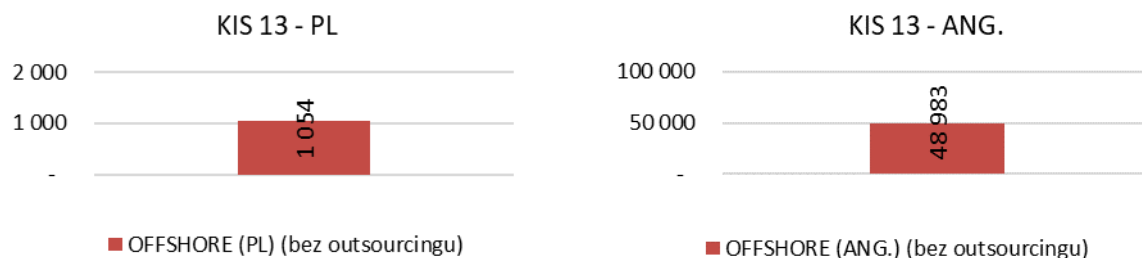 KIS 13 - PL
2 000
1 000
-
1 054
OFFSHORE (PL) (bez outsourcingu)
KIS 13 - ANG.
100 000
50 000
-
48 983
OFFSHORE (ANG.) (bez outsourcingu)